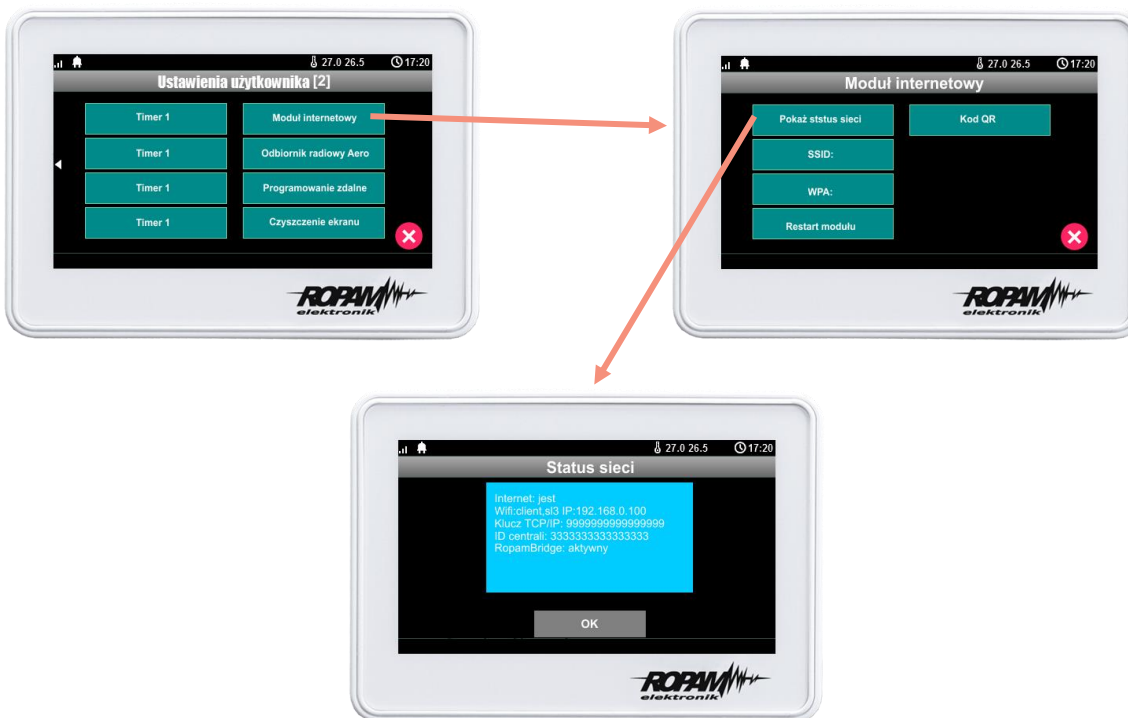 27.0 26.5 17:20
Ustawienia użytkownika [2]
Timer 1 Moduł internetowy
Timer 1 Odbiornik radiowy Aero
Timer 1 Programowanie zdalne
Timer 1 Czyszczenie ekranu
ROPAM
elektronik
27.0 26.5 17:20
Moduł internetowy
Pokaż ststus sieci Kod QR
SSID:
WPA:
Restart modułu
ROPAM
elektronik
27.0 26.5 17:20
Status sieci
Internet: jest
Wifi:client,sl3 IP:192.168.0.100
Klucz TCP/IP: 9999999999999999
ID centrali: 3333333333333333
RopamBridge: aktywny
OK
ROPAM
elektronik